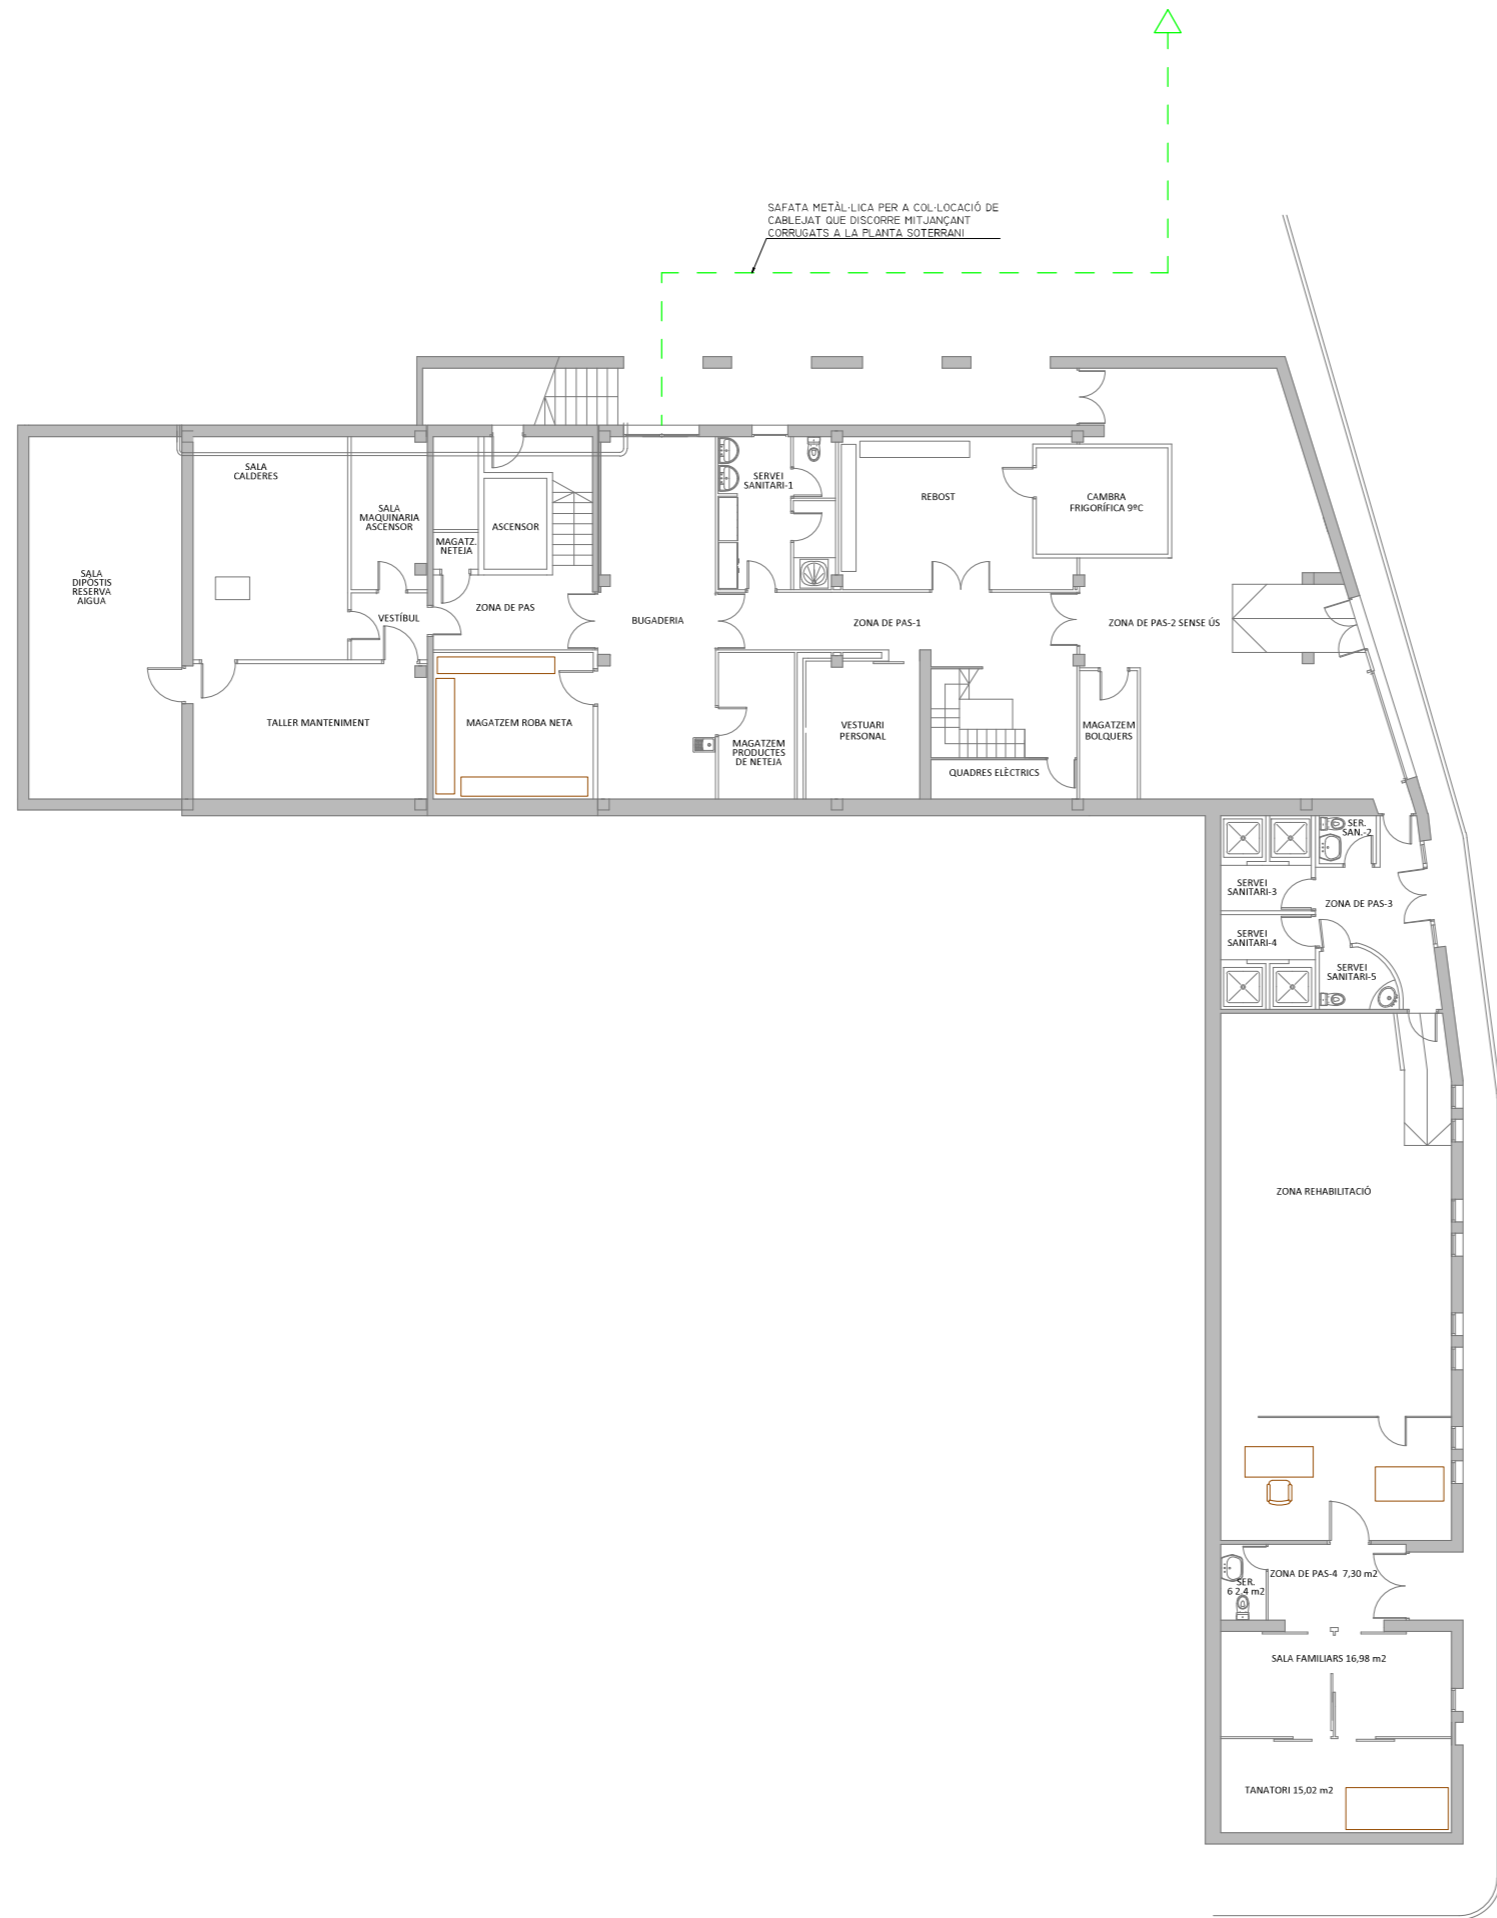 SAFATA METÀL·LICA PER A COL·LOCACIÓ DE
CABLEJAT QUE DISCORRE MITJANÇANT
CORRUGATS A LA PLANTA SOTERRANI
SALA
CALDERES
SALA
MAQUINARIA
ASCENSOR
MAGATZ.
NETEJA
ASCENSOR
SERVEI
SANITARI-1
REBOST
CAMBRA
FRIGORÍFICA 9ºC
SALA
DIPÒSTIS
RESERVA
AIGUA
VESTÍBUL
ZONA DE PAS
BUGADERIA
ZONA DE PAS-1
ZONA DE PAS-2 SENSE ÚS
TALLER MANTENIMENT
MAGATZEM ROBA NETA
MAGATZEM
PRODUCTES
DE NETEJA
VESTUARI
PERSONAL
QUADRES ELÈCTRICS
MAGATZEM
BOLQUERS
SER.
SAN.-2
SERVEI
SANITARI-3
ZONA DE PAS-3
SERVEI
SANITARI-4
SERVEI
SANITARI-5
ZONA REHABILITACIÓ
ZONA DE PAS-4 7,30 m2
SER.
6 2,4 m2
SALA FAMILIARS 16,98 m2
TANATORI 15,02 m2